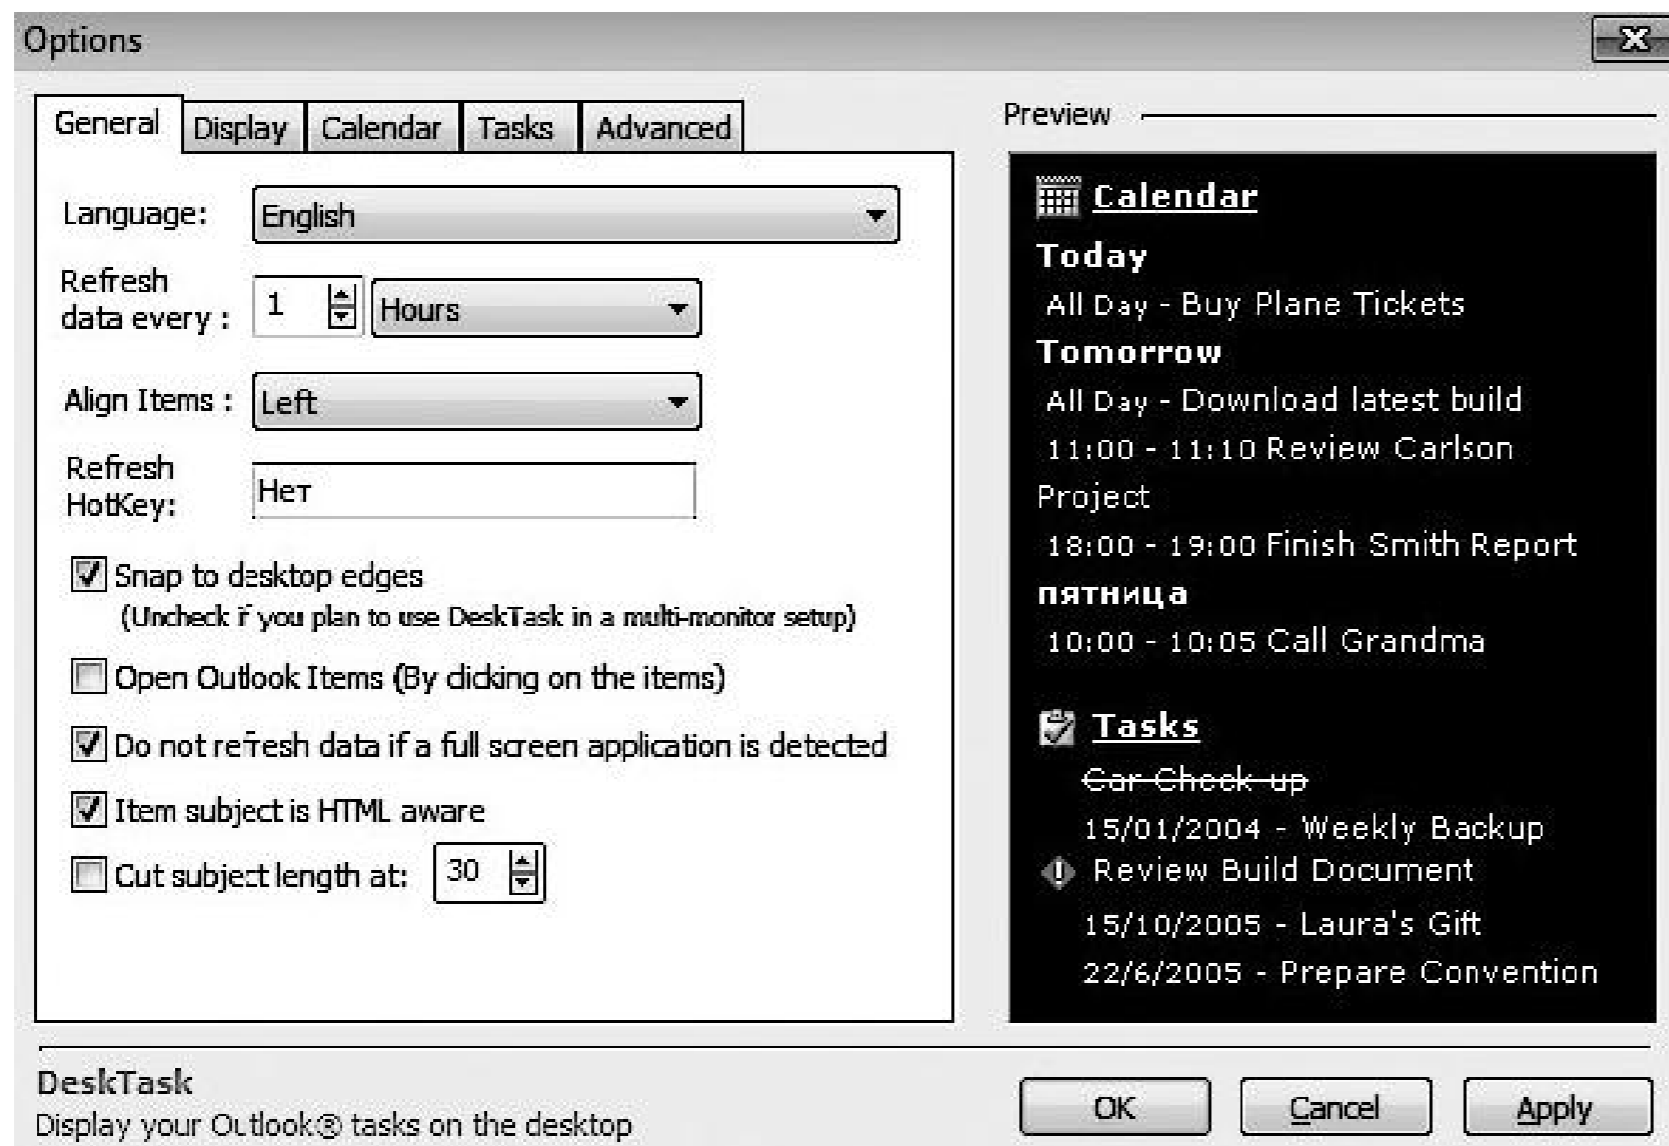 Options
General Display Calendar Tasks Advanced
Language: English
Refresh
data every : 1 Hours
Align Items : Left
Refresh
HotKey: Нет
Snap to desktop edges
(Uncheck if you plan to use DeskTask in a multi-monitor setup)
Open Outlook Items (By clicking on the items)
Do not refresh data if a full screen application is detected
Item subject is HTML aware
Cut subject length at: 30
Preview
Calendar
Today
All Day - Buy Plane Tickets
Tomorrow
All Day - Download latest build
11:00 - 11:10 Review Carlson
Project
18:00 - 19:00 Finish Smith Report
пятница
10:00 - 10:05 Call Grandma
Tasks
Car Check-up
15/01/2004 - Weekly Backup
Review Build Document
15/10/2005 - Laura's Gift
22/6/2005 - Prepare Convention
DeskTask
Display your Outlook® tasks on the desktop
OK Cancel Apply